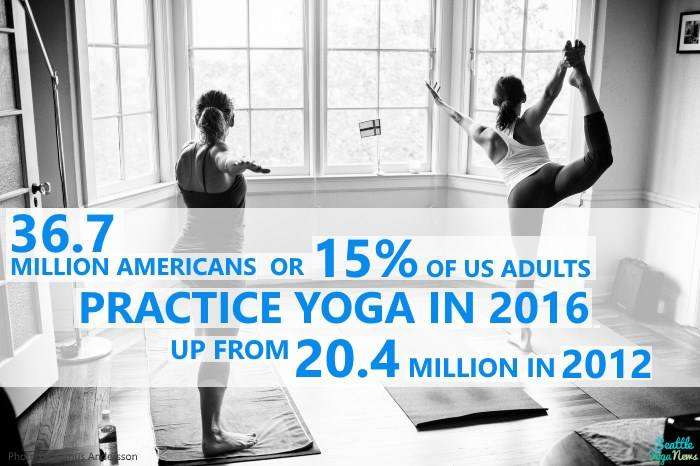 36.7
MILLION AMERICANS OR 15% OF US ADULTS
PRACTICE YOGA IN 2016
UP FROM 20.4 MILLION IN 2012
Seattle
Yoga News